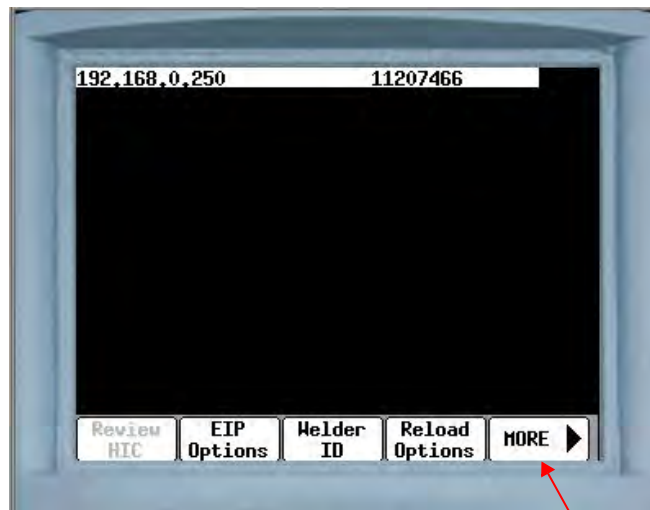 192,168,0,250 11207466
Review HIC
EIP Options
Welder ID
Reload Options
MORE